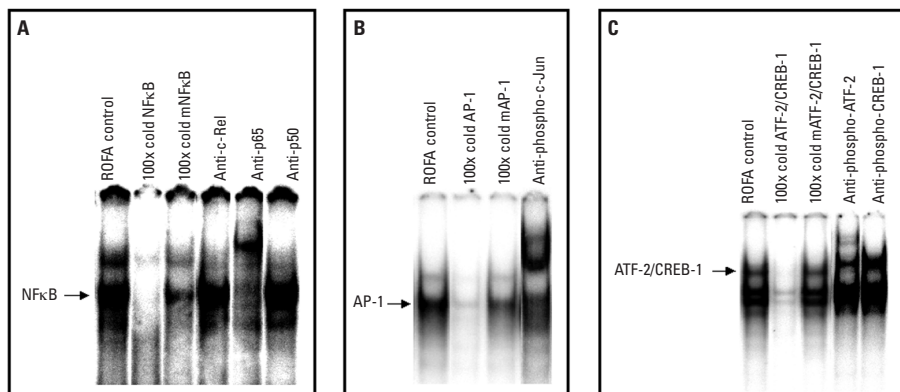 A
ROFA control
100x cold NFκB
100x cold mNFκB
Anti-c-Rel
Anti-p65
Anti-p50
NFκB
B
ROFA control
100x cold AP-1
100x cold mAP-1
Anti-phospho-c-Jun
AP-1
C
ROFA control
100x cold ATF-2/CREB-1
100x cold mATF-2/CREB-1
Anti-phospho-ATF-2
Anti-phospho-CREB-1
ATF-2/CREB-1